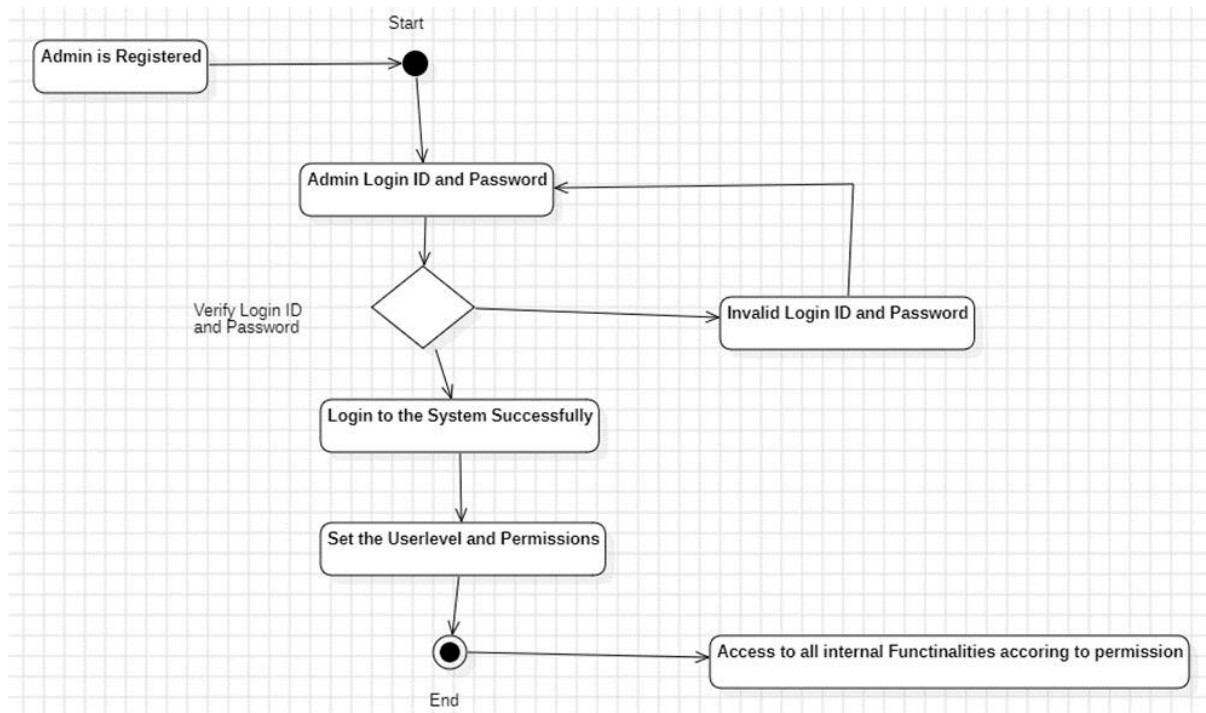 Start
Admin is Registered
Admin Login ID and Password
Verify Login ID
and Password
Invalid Login ID and Password
Login to the System Successfully
Set the Userlevel and Permissions
Access to all internal Functinalities accoring to permission
End